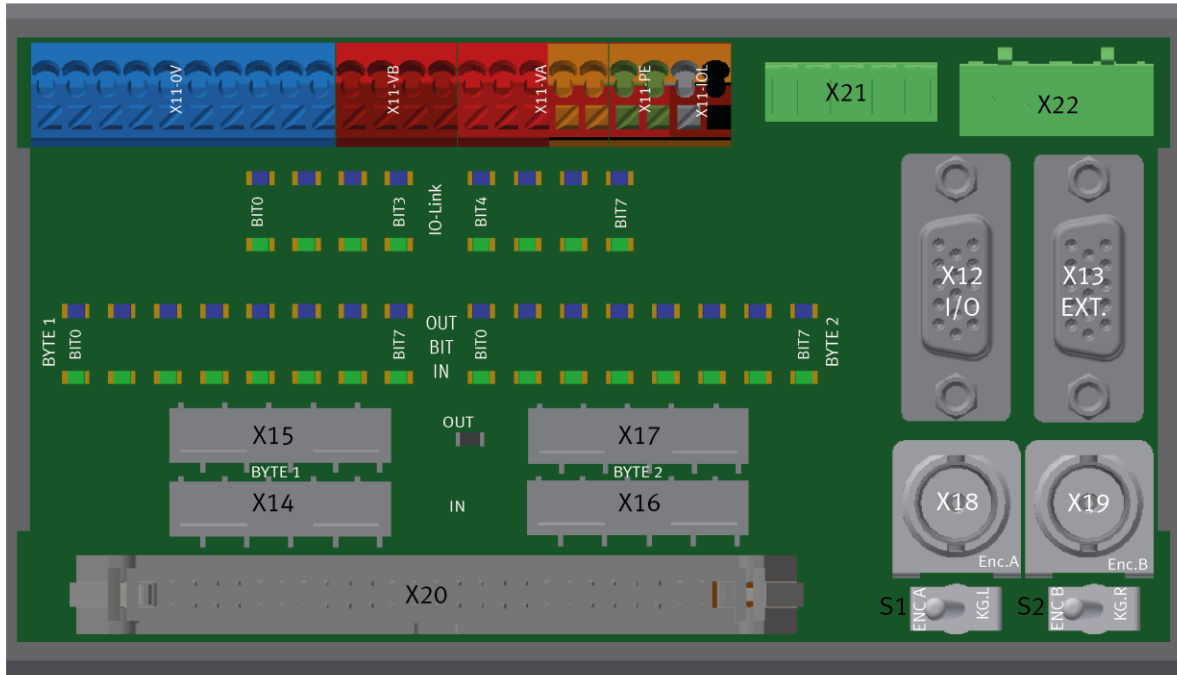 X11-0V
X11-VB
X11-VA
X11-PE
X11-IOL
X21
X22
BIT0
BIT3
IO-Link
BIT4
BIT7
X12
I/O
X13
EXT.
BYTE 1
BIT0
BIT7
OUT
BIT
IN
BIT0
BIT7
BYTE 2
X15
OUT
X17
BYTE 1
BYTE 2
X14
IN
X16
X18
Enc.A
X19
Enc.B
X20
S1
ENC.A
KG.L
S2
ENC B
KG.R